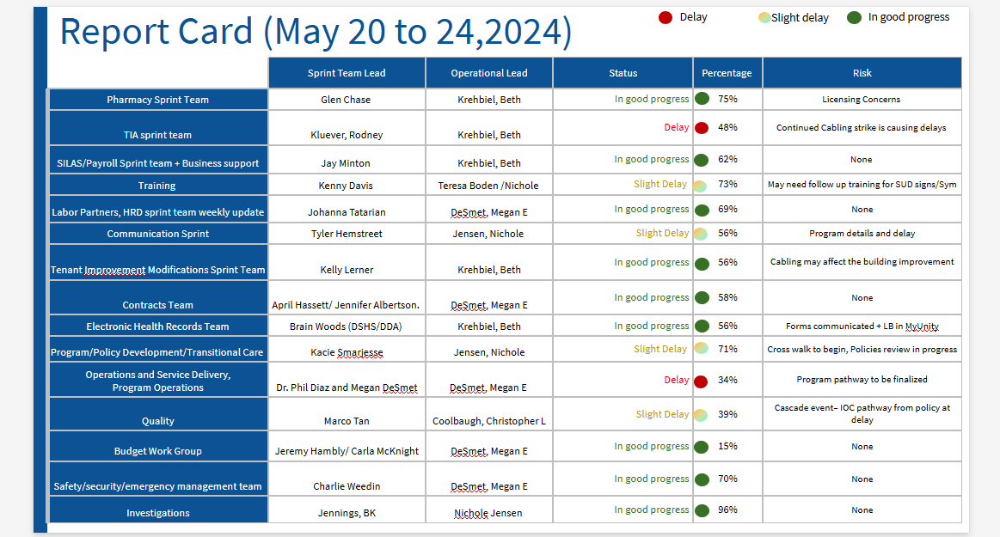 Report Card (May 20 to 24,2024)
Delay
Slight delay
In good progress
Sprint Team Lead Operational Lead Status Percentage Risk
Pharmacy Sprint Team Glen Chase Krehbiel, Beth In good progress 75% Licensing Concerns
TIA sprint team Kluever, Rodney Krehbiel, Beth Delay 48% Continued Cabling strike is causing delays
SILAS/Payroll Sprint team + Business support Jay Minton Krehbiel, Beth In good progress 62% None
Training Kenny Davis Teresa Boden /Nichole Slight Delay 73% May need follow up training for SUD signs/Sym
Labor Partners, HRD sprint team weekly update Johanna Tatarian DeSmet, Megan E In good progress 69% None
Communication Sprint Tyler Hemstreet Jensen, Nichole Slight Delay 56% Program details and delay
Tenant Improvement Modifications Sprint Team Kelly Lerner Krehbiel, Beth In good progress 56% Cabling may affect the building improvement
Contracts Team April Hassett/ Jennifer Albertson. DeSmet, Megan E In good progress 58% None
Electronic Health Records Team Brain Woods (DSHS/DDA) Krehbiel, Beth In good progress 56% Forms communicated + LB in MyUnity
Program/Policy Development/Transitional Care Kacie Smarjesse Jensen, Nichole Slight Delay 71% Cross walk to begin, Policies review in progress
Operations and Service Delivery,
Program Operations Dr. Phil Diaz and Megan DeSmet DeSmet, Megan E Delay 34% Program pathway to be finalized
Quality Marco Tan Coolbaugh, Christopher L Slight Delay 39% Cascade event– IOC pathway from policy at
delay
Budget Work Group Jeremy Hambly/ Carla McKnight DeSmet, Megan E In good progress 15% None
Safety/security/emergency management team Charlie Weedin DeSmet, Megan E In good progress 70% None
Investigations Jennings, BK Nichole Jensen In good progress 96% None